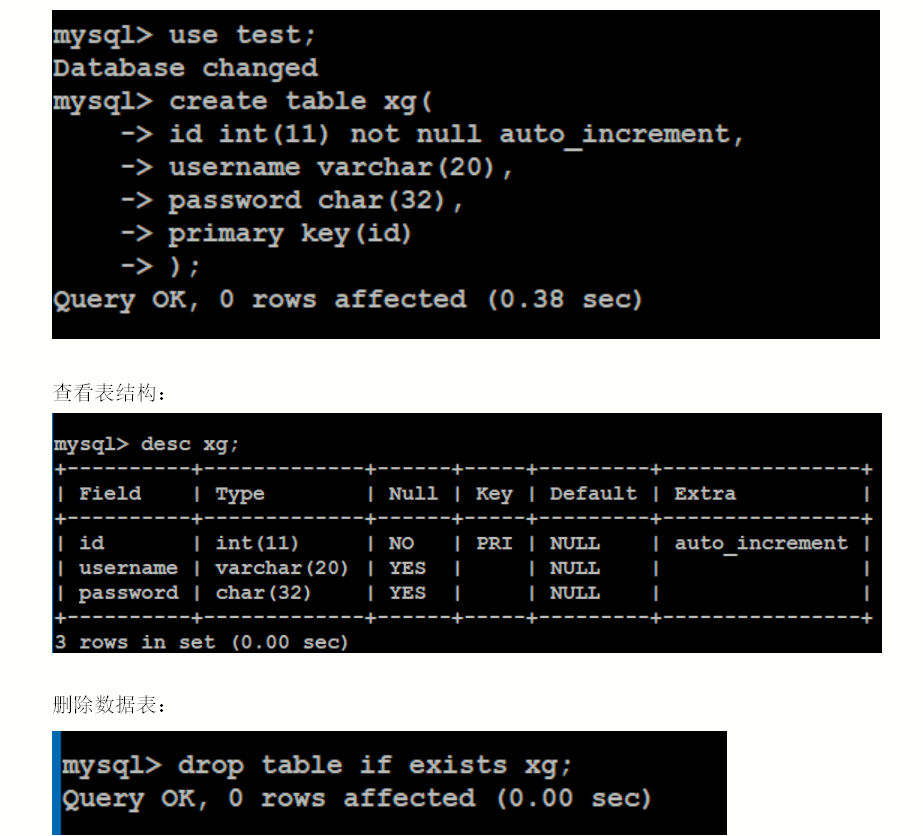 mysql> use test;
Database changed
mysql> create table xg(
    -> id int(11) not null auto_increment,
    -> username varchar(20),
    -> password char(32),
    -> primary key(id)
    -> );
Query OK, 0 rows affected (0.38 sec)
查看表结构：
mysql> desc xg;
+----------+-------------+------+-----+---------+----------------+
| Field    | Type        | Null | Key | Default | Extra          |
+----------+-------------+------+-----+---------+----------------+
| id       | int(11)     | NO   | PRI | NULL    | auto_increment |
| username | varchar(20) | YES  |     | NULL    |                |
| password | char(32)    | YES  |     | NULL    |                |
+----------+-------------+------+-----+---------+----------------+
3 rows in set (0.00 sec)
删除数据表：
mysql> drop table if exists xg;
Query OK, 0 rows affected (0.00 sec)